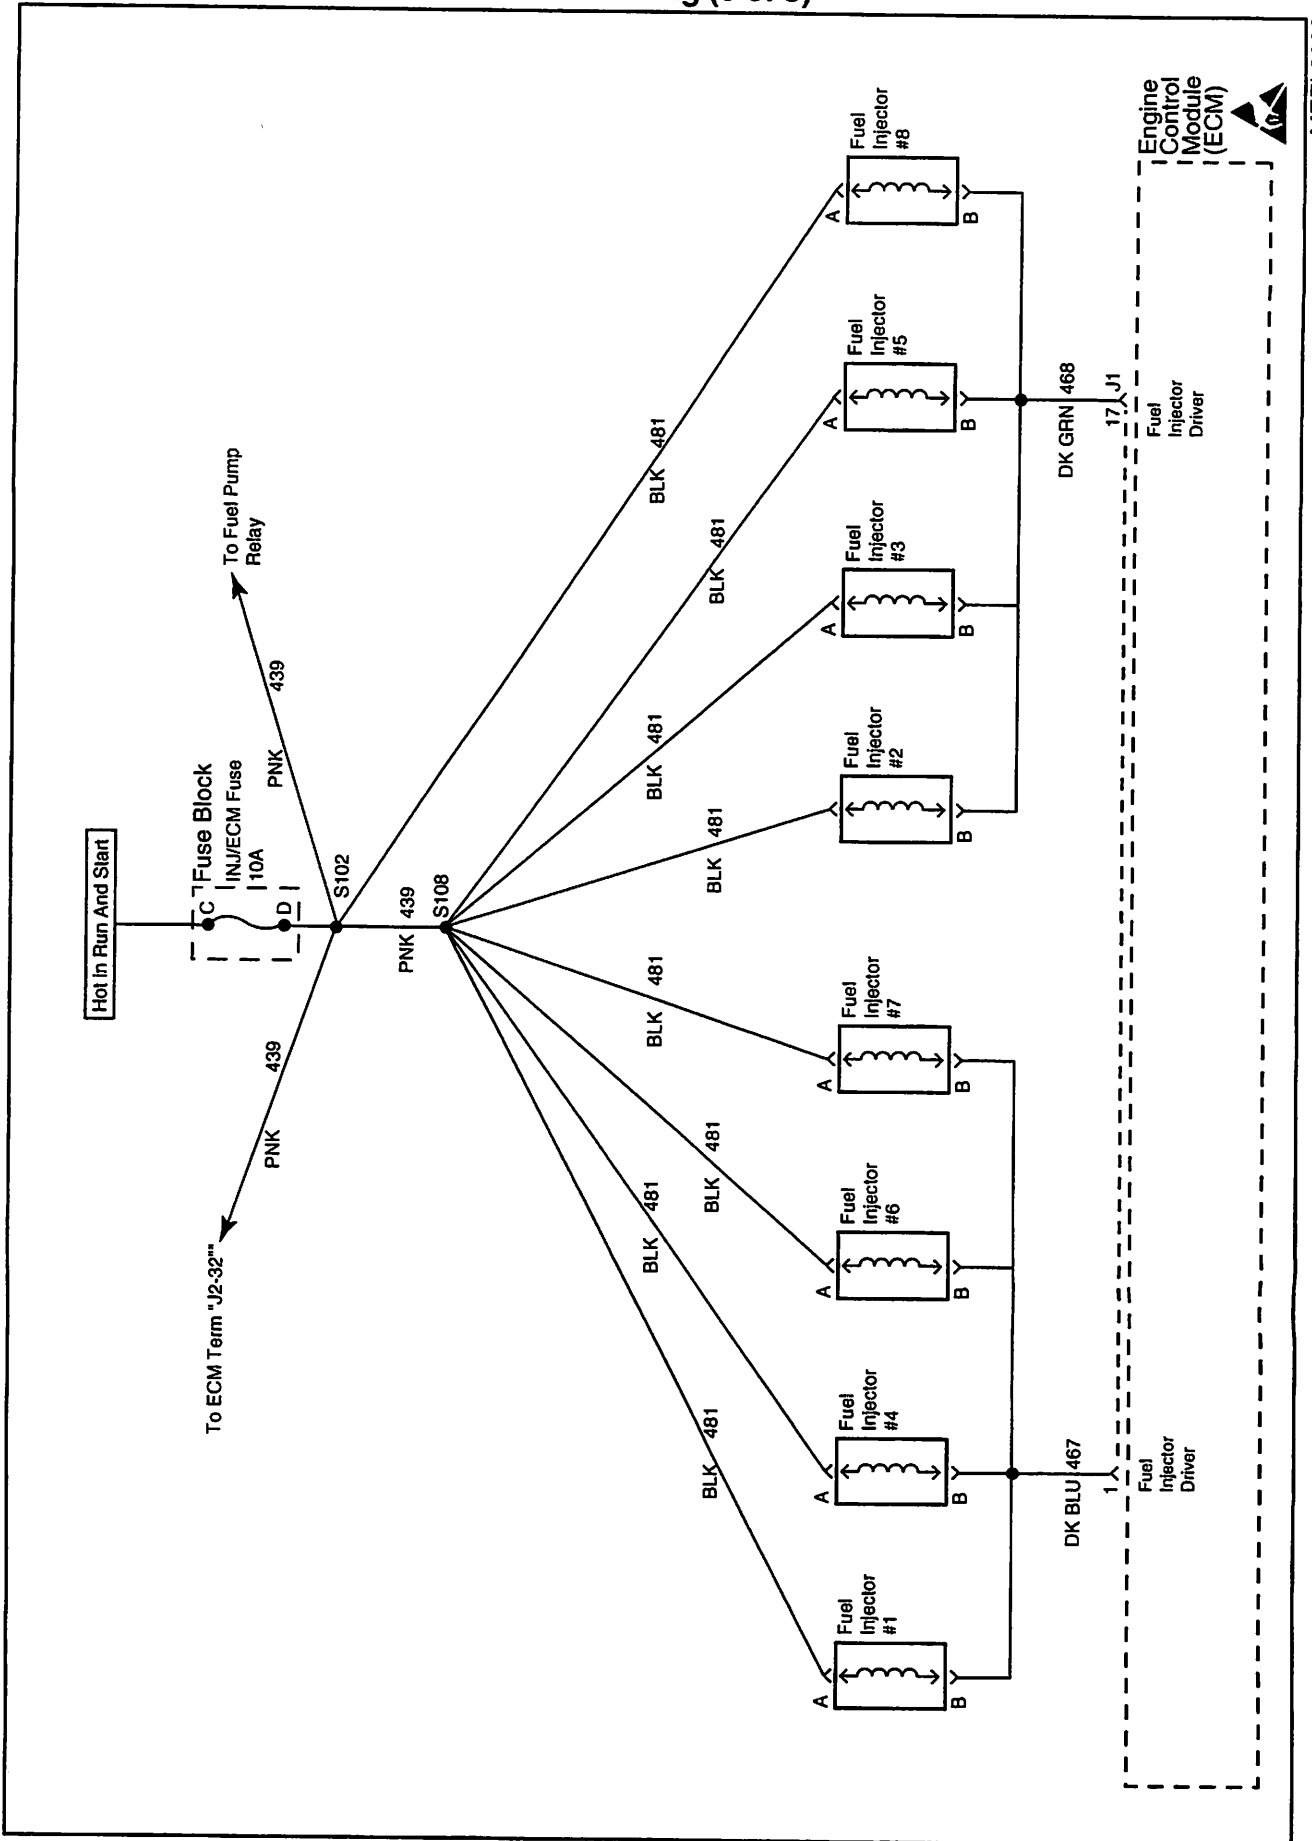 Hot In Run And Start
Fuse Block
INJ/ECM Fuse
10A
C
D
To ECM Term "J2-32""
To Fuel Pump
Relay
PNK 439
PNK 439
S102
PNK 439
S108
BLK 481
BLK 481
BLK 481
BLK 481
BLK 481
BLK 481
BLK 481
BLK 481
A
Fuel
Injector
#1
B
A
Fuel
Injector
#4
B
A
Fuel
Injector
#6
B
A
Fuel
Injector
#7
B
Fuel
Injector
#2
B
A
Fuel
Injector
#3
B
A
Fuel
Injector
#5
B
A
Fuel
Injector
#8
B
DK BLU 467
DK GRN 468
1
17 J1
Fuel
Injector
Driver
Fuel
Injector
Driver
Engine
Control
Module
(ECM)